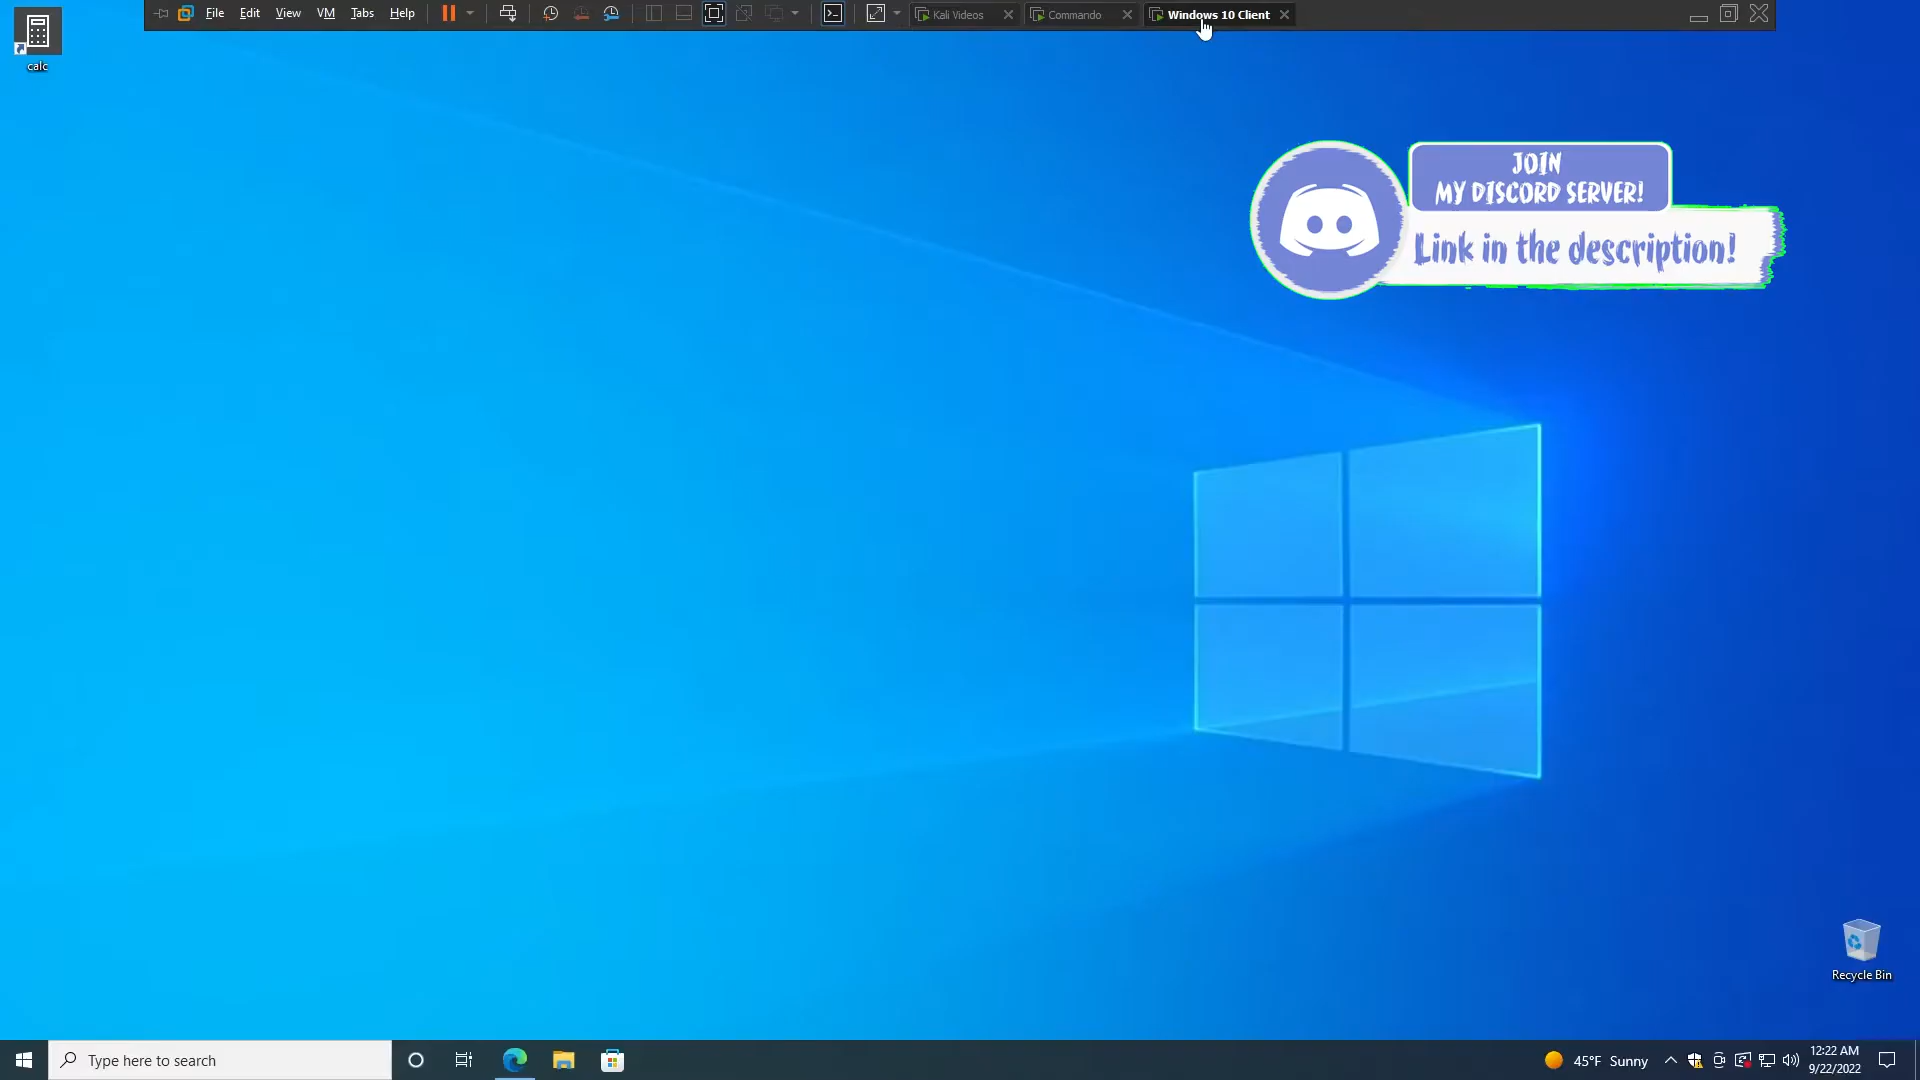 File Edit View VM Tabs Help Kali Videos Commando Windows 10 Client
calc
JOIN
MY DISCORD SERVER!
Link in the description!
Recycle Bin
Type here to search
45°F Sunny
12:22 AM
9/22/2022